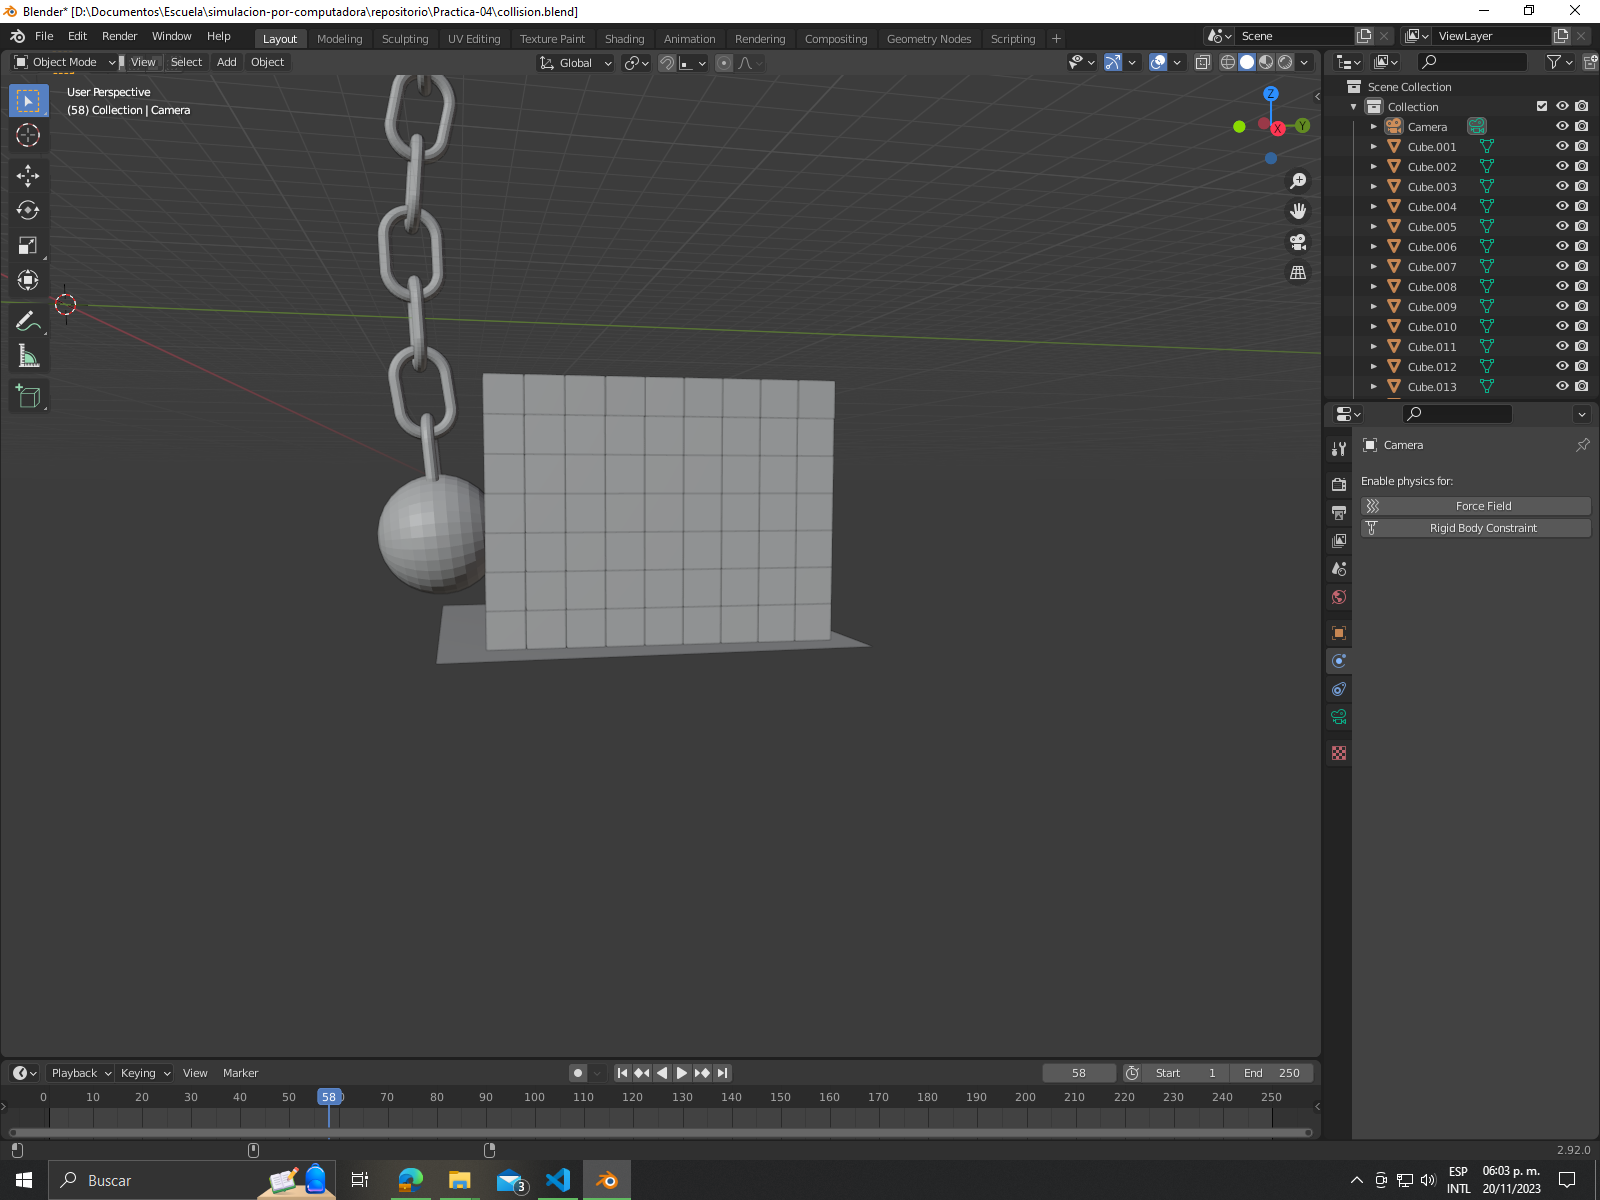 Blender* [D:\Documentos\Escuela\simulacion-por-computadora\repositorio\Practica-04\collision.blend]
File Edit Render Window Help Layout Modeling Sculpting UV Editing Texture Paint Shading Animation Rendering Compositing Geometry Nodes Scripting + Scene ViewLayer
Object Mode View Select Add Object Global
User Perspective
(58) Collection | Camera
Z
X
Y
Scene Collection
Collection
Camera
Cube.001
Cube.002
Cube.003
Cube.004
Cube.005
Cube.006
Cube.007
Cube.008
Cube.009
Cube.010
Cube.011
Cube.012
Cube.013
Camera
Enable physics for:
Force Field
Rigid Body Constraint
Playback Keying View Marker 58 Start 1 End 250
0 10 20 30 40 50 58 70 80 90 100 110 120 130 140 150 160 170 180 190 200 210 220 230 240 250
2.92.0
Buscar
3
ESP
INTL
06:03 p. m.
20/11/2023